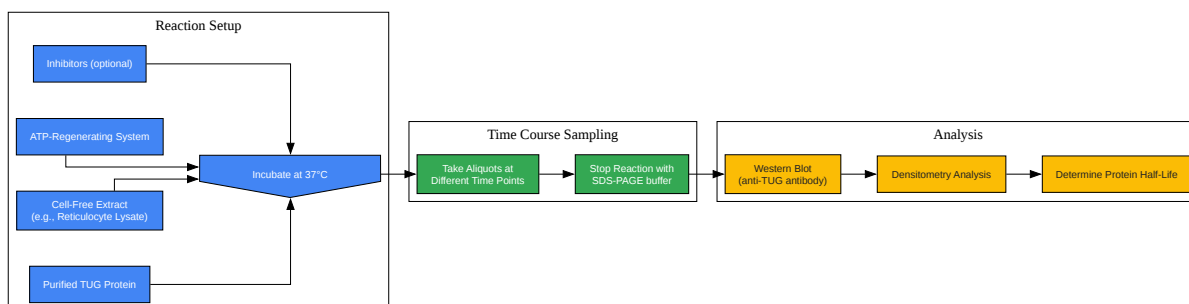 Reaction Setup
Inhibitors (optional)
ATP-Regenerating System
Cell-Free Extract
(e.g., Reticulocyte Lysate)
Purified TUG Protein
Incubate at 37°C
Time Course Sampling
Take Aliquots at
Different Time Points
Stop Reaction with
SDS-PAGE buffer
Analysis
Western Blot
(anti-TUG antibody)
Densitometry Analysis
Determine Protein Half-Life